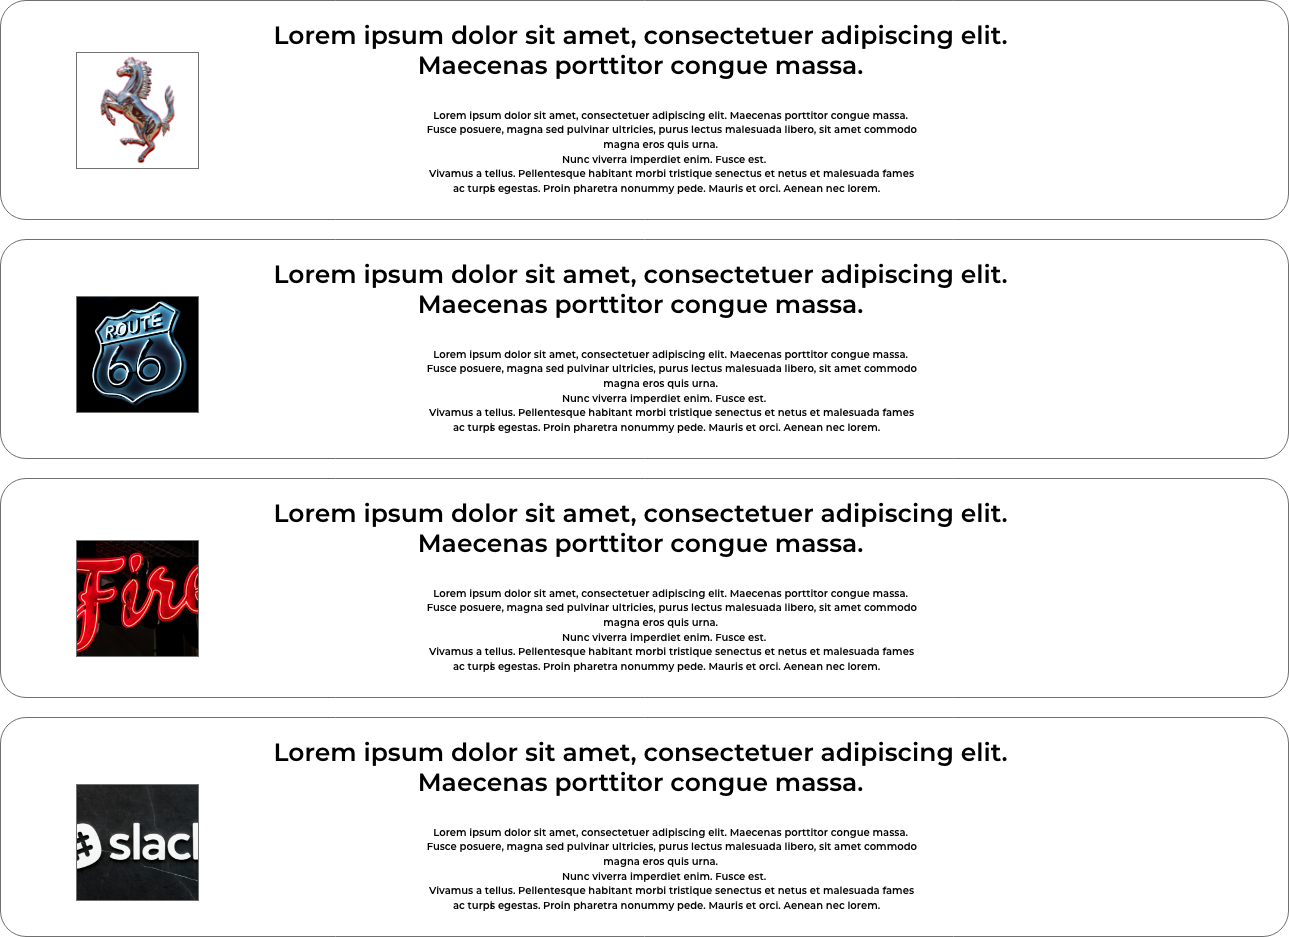 Lorem ipsum dolor sit amet, consectetuer adipiscing elit.
Maecenas porttitor congue massa.
Lorem ipsum dolor sit amet, consectetuer adipiscing elit. Maecenas porttitor congue massa.
Fusce posuere, magna sed pulvinar ultricies, purus lectus malesuada libero, sit amet commodo
magna eros quis urna.
Nunc viverra imperdiet enim. Fusce est.
Vivamus a tellus. Pellentesque habitant morbi tristique senectus et netus et malesuada fames
ac turpis egestas. Proin pharetra nonummy pede. Mauris et orci. Aenean nec lorem.
Lorem ipsum dolor sit amet, consectetuer adipiscing elit.
Maecenas porttitor congue massa.
ROUTE
66
Lorem ipsum dolor sit amet, consectetuer adipiscing elit. Maecenas porttitor congue massa.
Fusce posuere, magna sed pulvinar ultricies, purus lectus malesuada libero, sit amet commodo
magna eros quis urna.
Nunc viverra imperdiet enim. Fusce est.
Vivamus a tellus. Pellentesque habitant morbi tristique senectus et netus et malesuada fames
ac turpis egestas. Proin pharetra nonummy pede. Mauris et orci. Aenean nec lorem.
Lorem ipsum dolor sit amet, consectetuer adipiscing elit.
Maecenas porttitor congue massa.
Fire
Lorem ipsum dolor sit amet, consectetuer adipiscing elit. Maecenas porttitor congue massa.
Fusce posuere, magna sed pulvinar ultricies, purus lectus malesuada libero, sit amet commodo
magna eros quis urna.
Nunc viverra imperdiet enim. Fusce est.
Vivamus a tellus. Pellentesque habitant morbi tristique senectus et netus et malesuada fames
ac turpis egestas. Proin pharetra nonummy pede. Mauris et orci. Aenean nec lorem.
Lorem ipsum dolor sit amet, consectetuer adipiscing elit.
Maecenas porttitor congue massa.
slac
Lorem ipsum dolor sit amet, consectetuer adipiscing elit. Maecenas porttitor congue massa.
Fusce posuere, magna sed pulvinar ultricies, purus lectus malesuada libero, sit amet commodo
magna eros quis urna.
Nunc viverra imperdiet enim. Fusce est.
Vivamus a tellus. Pellentesque habitant morbi tristique senectus et netus et malesuada fames
ac turpis egestas. Proin pharetra nonummy pede. Mauris et orci. Aenean nec lorem.